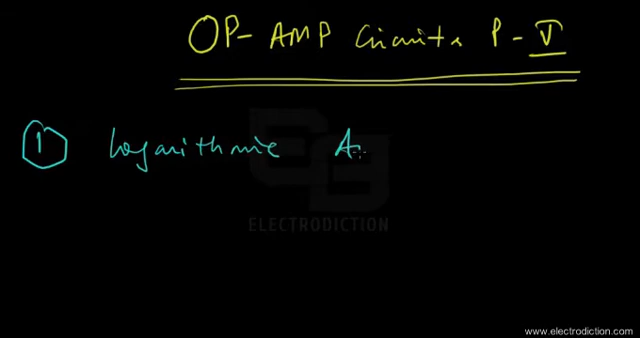 OP-AMP Circuits P-V
1 Logarithmic A
ELECTRODICTION
www.electrodiction.com